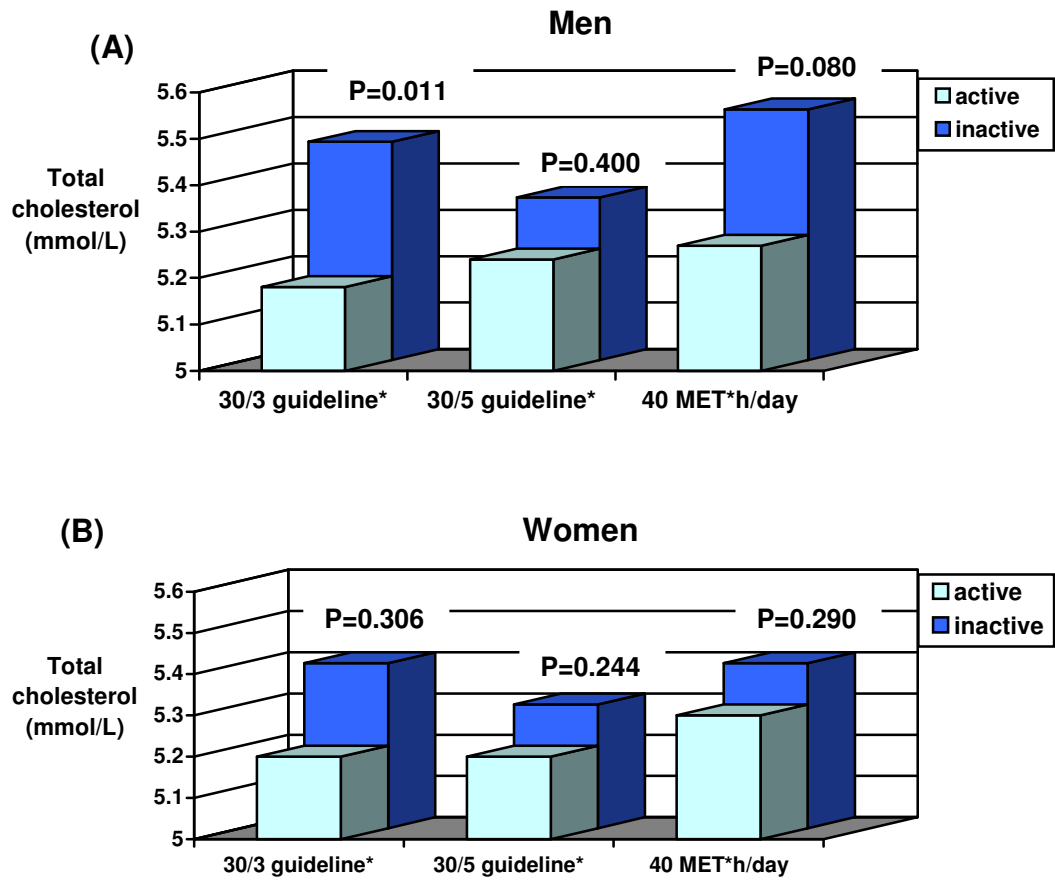 (A)
Men
P=0.011
P=0.400
P=0.080
active
inactive
Total
cholesterol
(mmol/L)
5.6
5.5
5.4
5.3
5.2
5.1
5
30/3 guideline*
30/5 guideline*
40 MET*h/day
(B)
Women
P=0.306
P=0.244
P=0.290
active
inactive
Total
cholesterol
(mmol/L)
5.6
5.5
5.4
5.3
5.2
5.1
5
30/3 guideline*
30/5 guideline*
40 MET*h/day